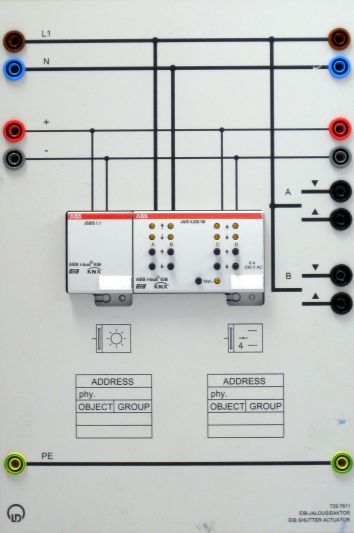 L1
N
+
-
A
B
ABB
JSB/S 1.1
ABB i-bus® EIB
EIB KNX
ABB
JA/S 4.230.1M
A B C D
ABB i-bus® EIB
EIB KNX
Man.
6 A
230 V AC
4
ADDRESS
phy.
OBJECT GROUP
ADDRESS
phy.
OBJECT GROUP
PE
LD
729 7911
EIB-JALOUSIEAKTOR
EIB SHUTTER ACTUATOR